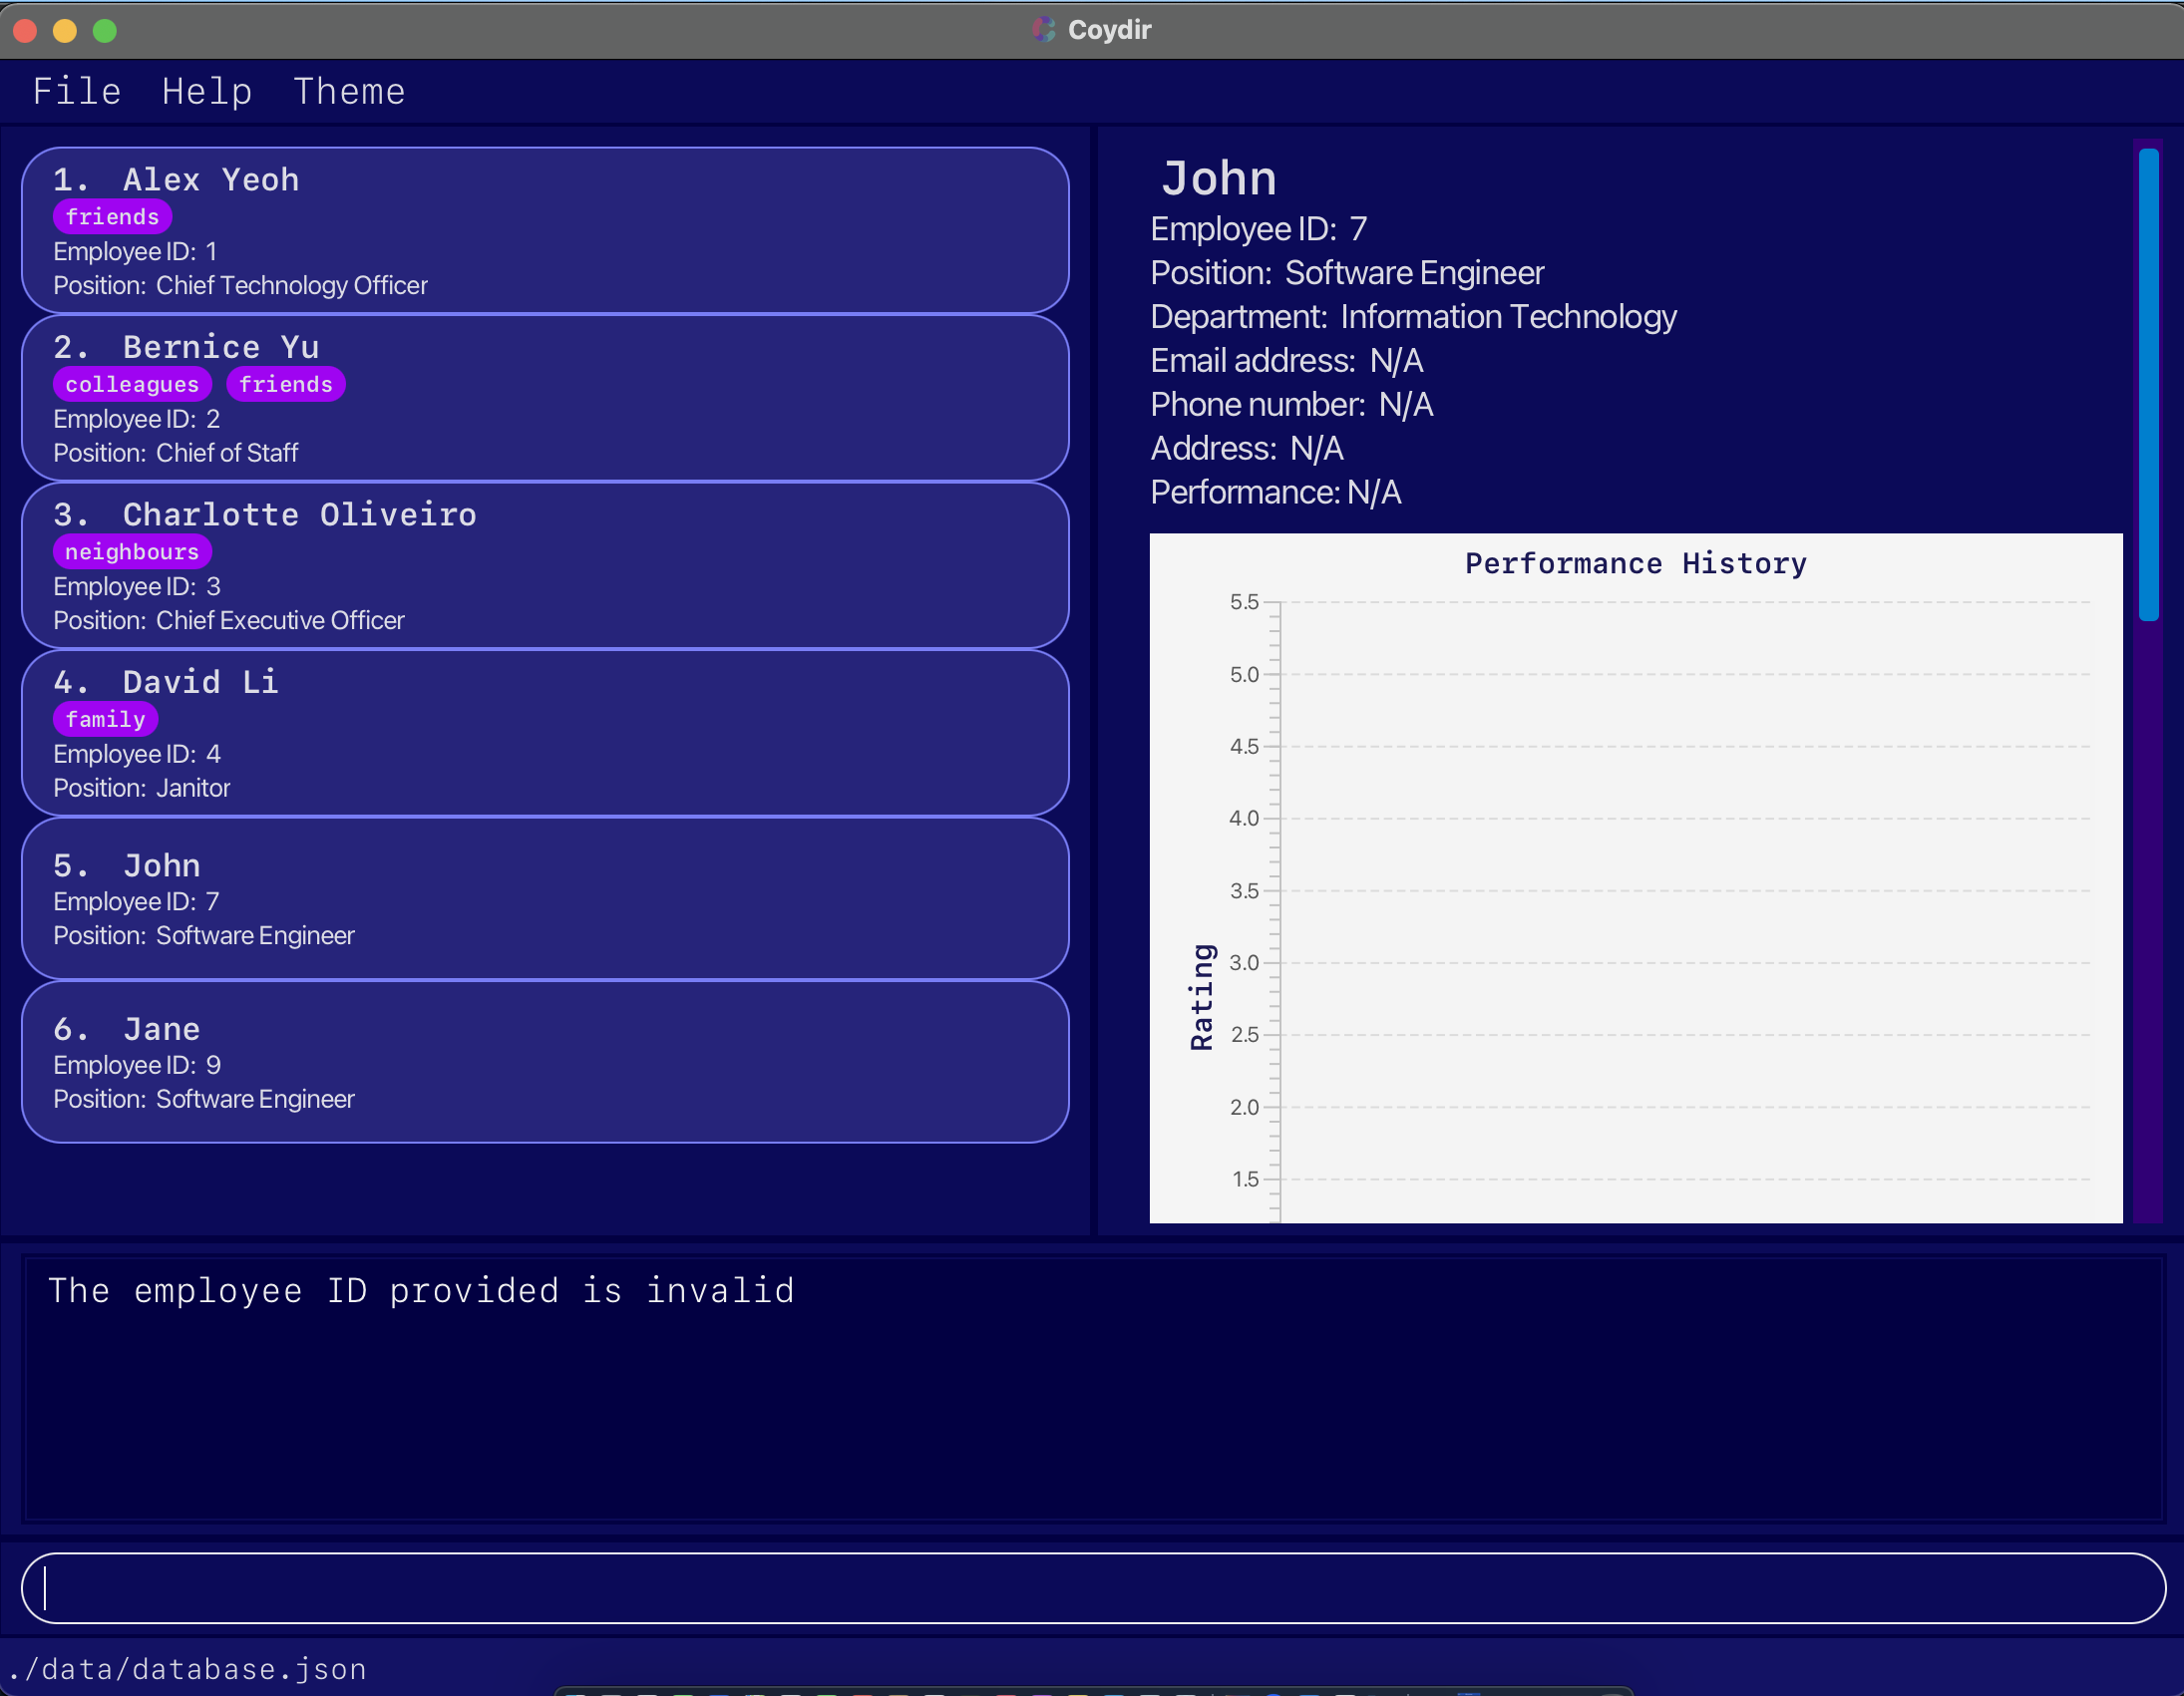 Coydir
File Help Theme
1. Alex Yeoh
friends
Employee ID: 1
Position: Chief Technology Officer
2. Bernice Yu
colleagues friends
Employee ID: 2
Position: Chief of Staff
3. Charlotte Oliveiro
neighbours
Employee ID: 3
Position: Chief Executive Officer
4. David Li
family
Employee ID: 4
Position: Janitor
5. John
Employee ID: 7
Position: Software Engineer
6. Jane
Employee ID: 9
Position: Software Engineer
John
Employee ID: 7
Position: Software Engineer
Department: Information Technology
Email address: N/A
Phone number: N/A
Address: N/A
Performance: N/A
Performance History
5.5
5.0
4.5
4.0
3.5
3.0
2.5
2.0
1.5
Rating
The employee ID provided is invalid
./data/database.json